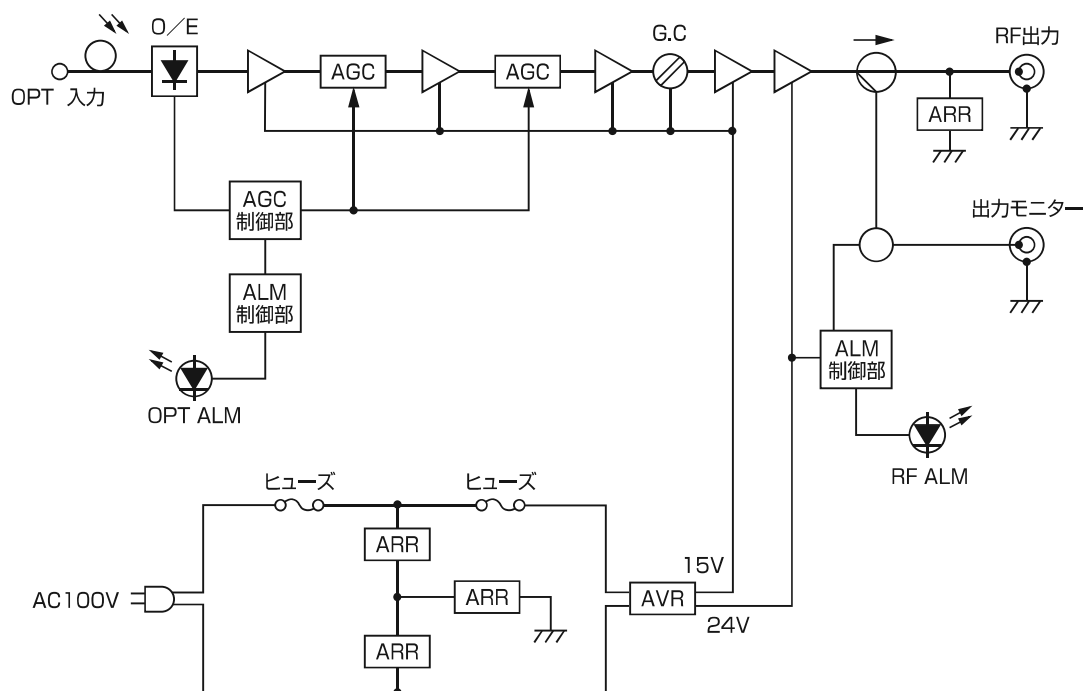 O／E
G.C
RF出力
AGC
AGC
OPT 入力
ARR
AGC
制御部
出力モニター
ALM
制御部
ALM
制御部
OPT ALM
RF ALM
ヒューズ
ヒューズ
ARR
15V
AC100V
ARR
AVR
24V
ARR